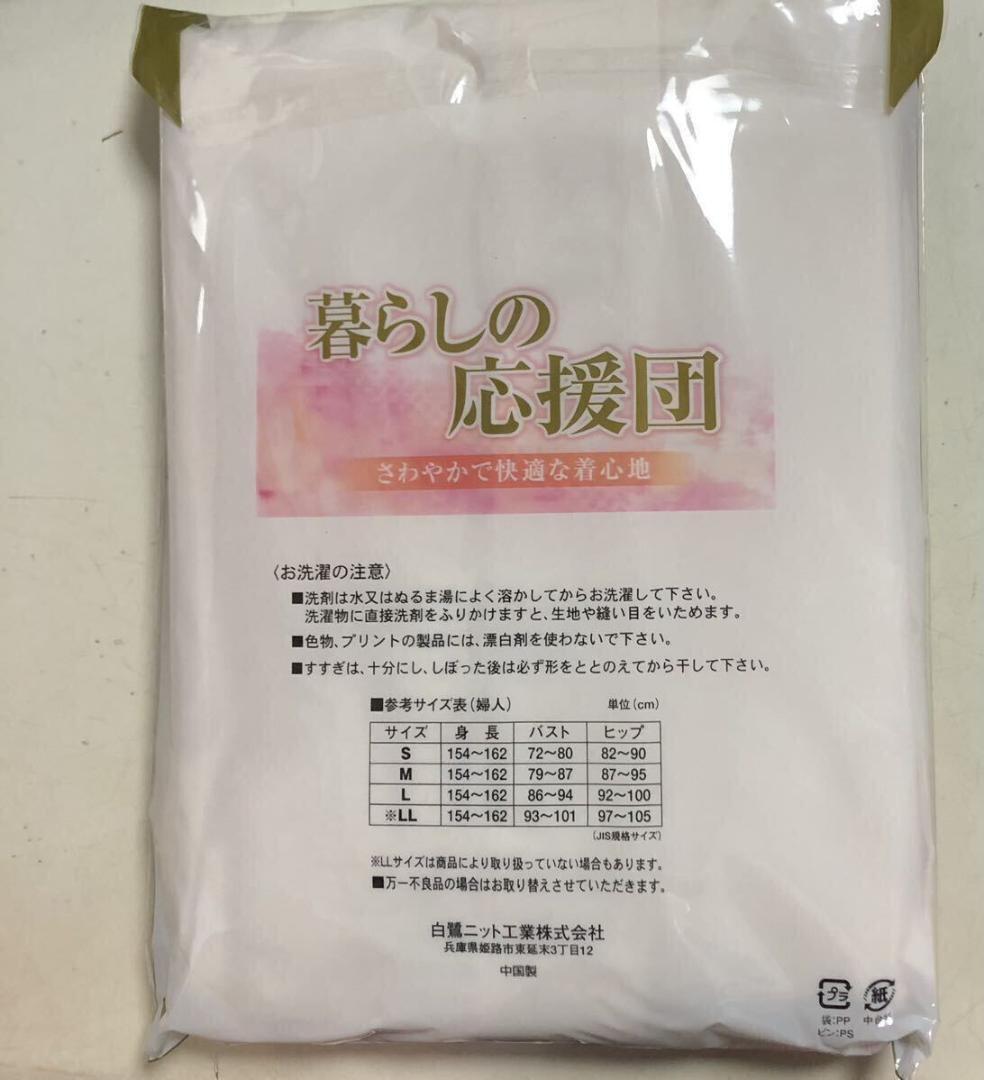 暮らしの
応援団
さわやかで快適な着心地
〈お洗濯の注意〉
■洗剤は水又はぬるま湯によく溶かしてからお洗濯して下さい。
洗濯物に直接洗剤をふりかけますと、生地や縫い目をいためます。
■色物、プリントの製品には、漂白剤を使わないで下さい。
■すすぎは、十分にし、しぼった後は必ず形をととのえてから干して下さい。
■参考サイズ表(婦人) 単位(cm)
サイズ 身長 バスト ヒップ
S 154〜162 72〜80 82〜90
M 154〜162 79〜87 87〜95
L 154〜162 86〜94 92〜100
※LL 154〜162 93〜101 97〜105
(JIS規格サイズ)
※LLサイズは商品により取り扱っていない場合もあります。
■万一不良品の場合はお取り替えさせていただきます。
白鷺ニット工業株式会社
兵庫県姫路市東延末3丁目12
中国製
プラ 紙
袋:PP 中台紙
ピン:PS